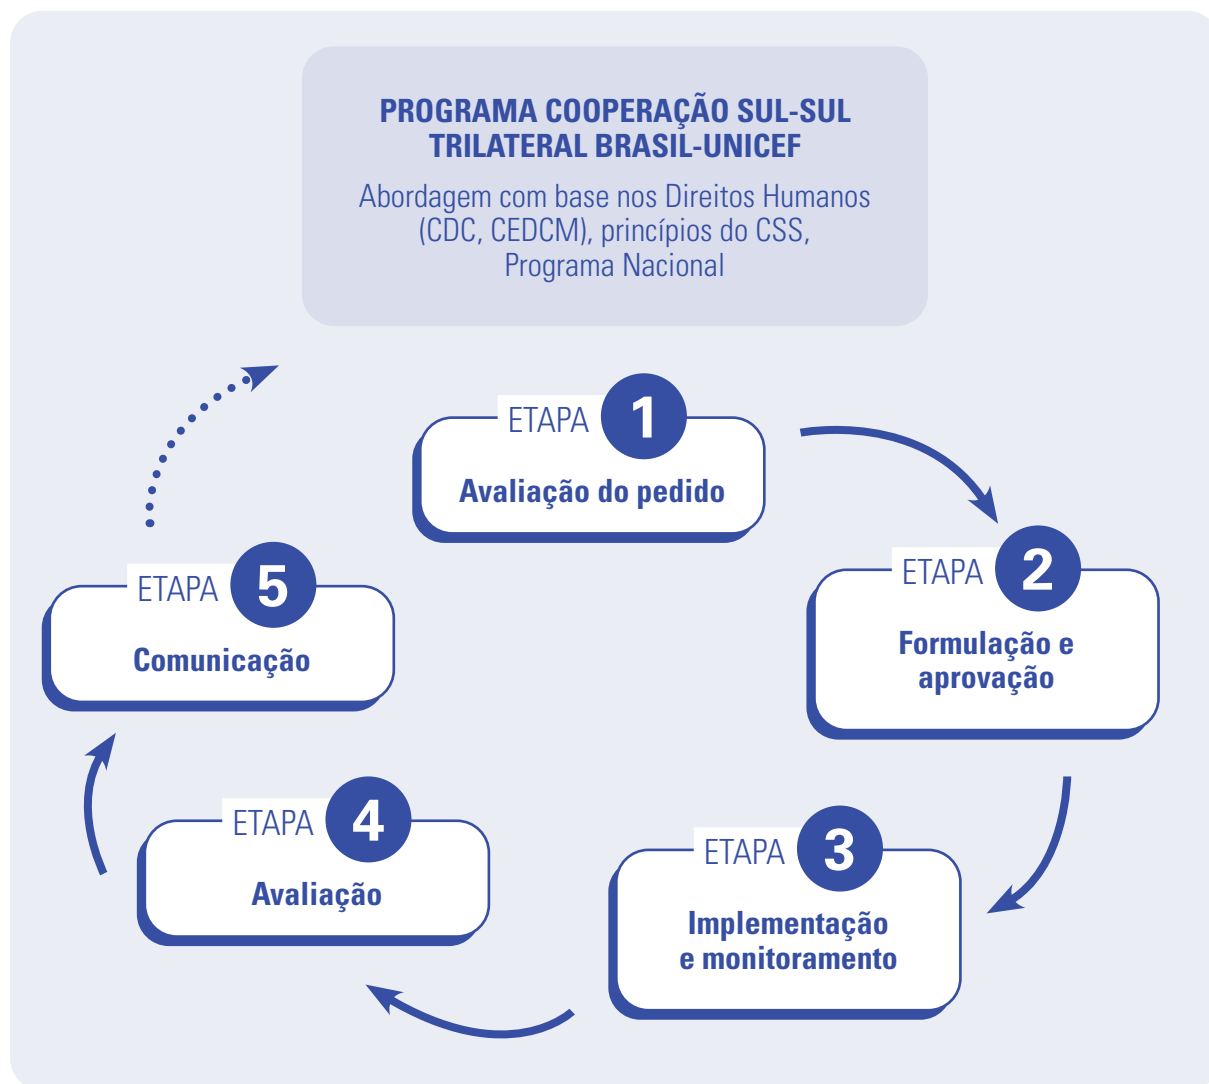 PROGRAMA COOPERAÇÃO SUL-SUL
TRILATERAL BRASIL-UNICEF
Abordagem com base nos Direitos Humanos
(CDC, CEDCM), princípios do CSS,
Programa Nacional
ETAPA 1
Avaliação do pedido
ETAPA 2
Formulação e
aprovação
ETAPA 3
Implementação
e monitoramento
ETAPA 4
Avaliação
ETAPA 5
Comunicação